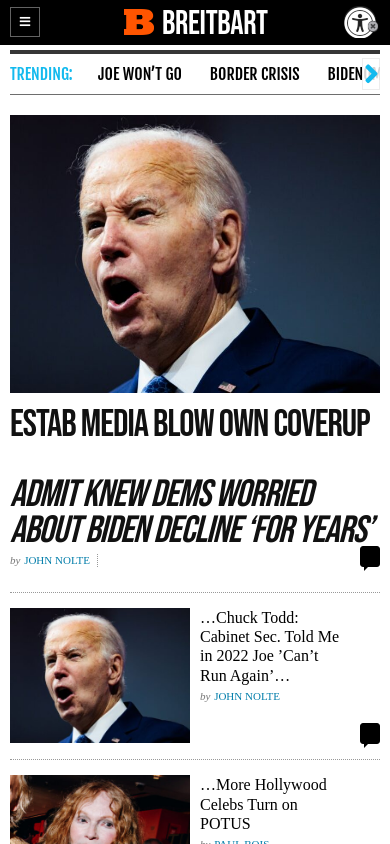 BREITBART
TRENDING: JOE WON'T GO BORDER CRISIS BIDEN
ESTAB MEDIA BLOW OWN COVERUP
ADMIT KNEW DEMS WORRIED
ABOUT BIDEN DECLINE ‘FOR YEARS’
by JOHN NOLTE
…Chuck Todd:
Cabinet Sec. Told Me
in 2022 Joe ’Can’t
Run Again’…
by JOHN NOLTE
…More Hollywood
Celebs Turn on
POTUS
by PAUL BOIS